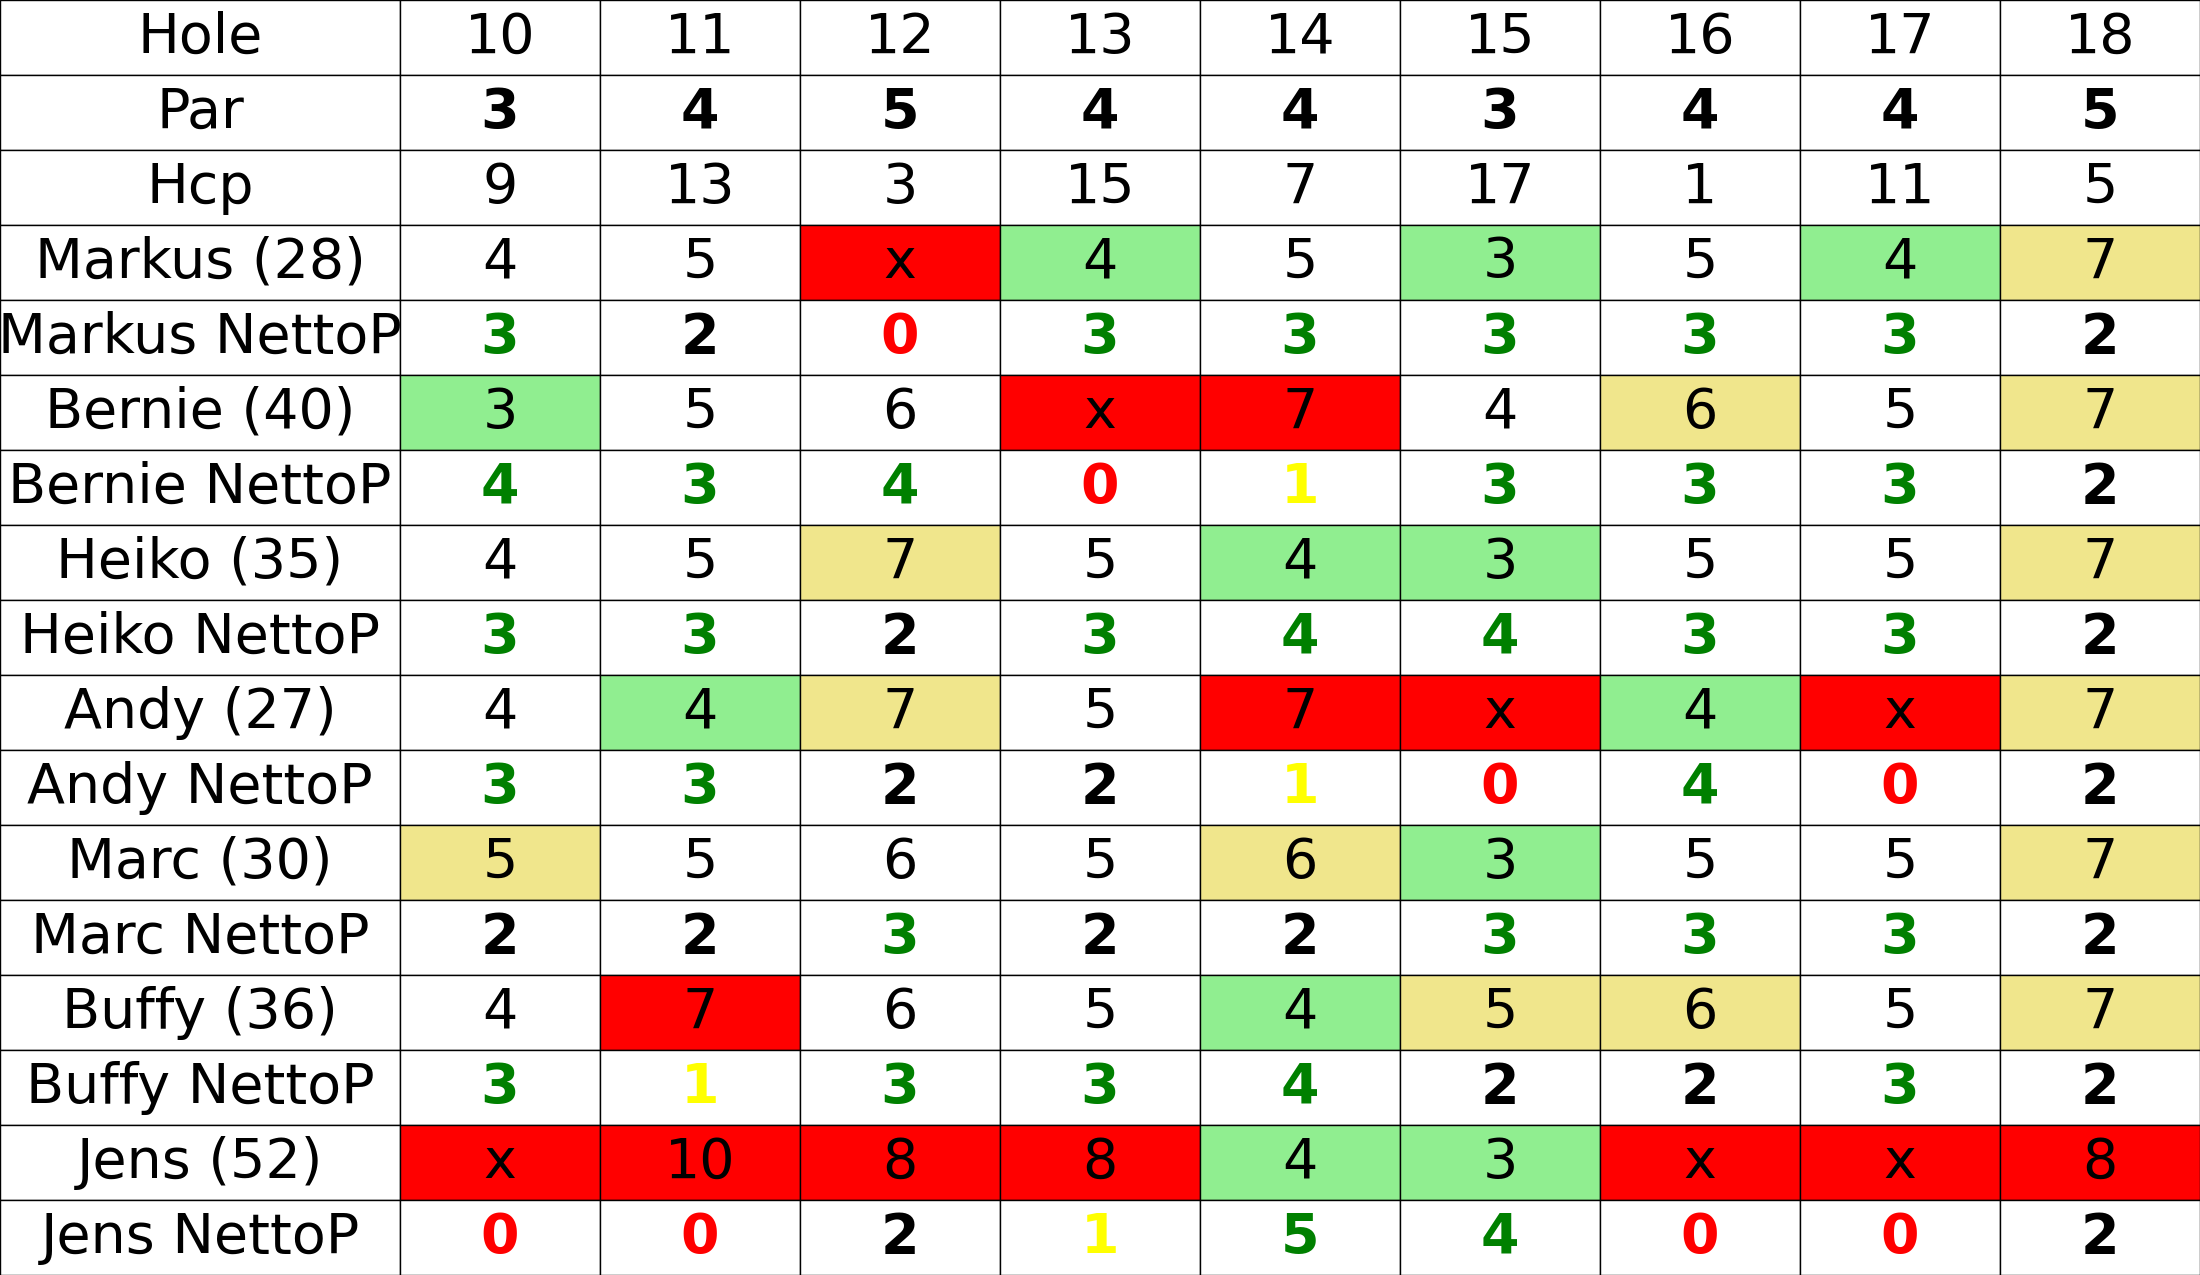 Hole 10 11 12 13 14 15 16 17 18
Par 3 4 5 4 4 3 4 4 5
Hcp 9 13 3 15 7 17 1 11 5
Markus (28) 4 5 x 4 5 3 5 4 7
Markus NettoP 3 2 0 3 3 3 3 3 2
Bernie (40) 3 5 6 x 7 4 6 5 7
Bernie NettoP 4 3 4 0 1 3 3 3 2
Heiko (35) 4 5 7 5 4 3 5 5 7
Heiko NettoP 3 3 2 3 4 4 3 3 2
Andy (27) 4 4 7 5 7 x 4 x 7
Andy NettoP 3 3 2 2 1 0 4 0 2
Marc (30) 5 5 6 5 6 3 5 5 7
Marc NettoP 2 2 3 2 2 3 3 3 2
Buffy (36) 4 7 6 5 4 5 6 5 7
Buffy NettoP 3 1 3 3 4 2 2 3 2
Jens (52) x 10 8 8 4 3 x x 8
Jens NettoP 0 0 2 1 5 4 0 0 2